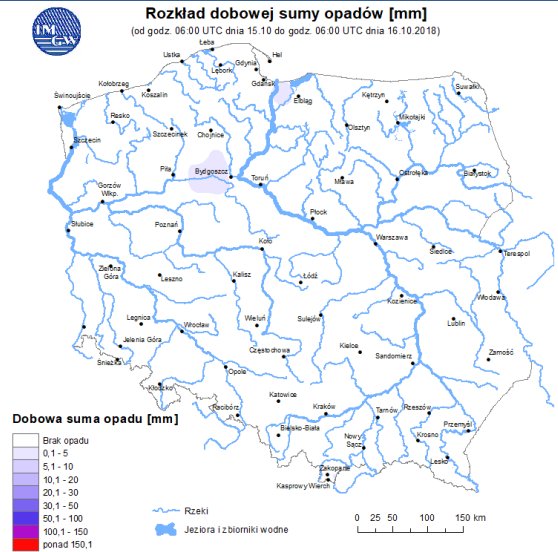 Rozkład dobowej sumy opadów [mm]
(od godz. 06:00 UTC dnia 15.10 do godz. 06:00 UTC dnia 16.10.2018)
IM
GW
Łeba
Hel
Ustka
Gdynia
Lębork
Gdańsk
Kołobrzeg
Koszalin
Świnoujście
Elbląg
Kętrzyn
Suwałki
Resko
Szczecinek
Chojnice
Olsztyn
Mikołajki
Szczecin
Piła
Bydgoszcz
Toruń
Mława
Ostrołęka
Białystok
Gorzów
Wlkp.
Słubice
Poznań
Płock
Koło
Warszawa
Siedlce
Terespol
Zielona
Góra
Leszno
Kalisz
Łódź
Kozienice
Włodawa
Legnica
Wrocław
Wieluń
Sulejów
Lublin
Jelenia Góra
Śnieżka
Częstochowa
Kielce
Sandomierz
Zamość
Kłodzko
Opole
Katowice
Racibórz
Kraków
Tarnów
Rzeszów
Bielsko-Biała
Nowy
Sącz
Krosno
Przemyśl
Lesko
Zakopane
Kasprowy Wierch
Dobowa suma opadu [mm]
Brak opadu
0,1 - 5
5,1 - 10
10,1 - 20
20,1 - 30
30,1 - 50
50,1 - 100
100,1 - 150
ponad 150,1
Rzeki
Jeziora i zbiorniki wodne
0 25 50 100 150 km